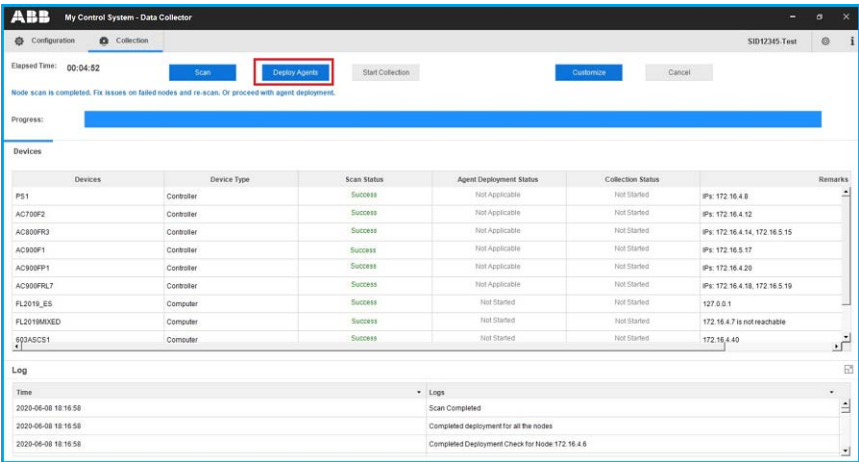 ABB My Control System - Data Collector
Configuration Collection SID12345-Test
Elapsed Time: 00:04:52 Scan Deploy Agents Start Collection Customize Cancel
Node scan is completed. Fix issues on failed nodes and re-scan. Or proceed with agent deployment.
Progress:
Devices
Devices Device Type Scan Status Agent Deployment Status Collection Status Remarks
PS1 Controller Success Not Applicable Not Started IPs: 172.16.4.8
AC700F2 Controller Success Not Applicable Not Started IPs: 172.16.4.12
AC800FR3 Controller Success Not Applicable Not Started IPs: 172.16.4.14, 172.16.5.15
AC900F1 Controller Success Not Applicable Not Started IPs: 172.16.5.17
AC900FP1 Controller Success Not Applicable Not Started IPs: 172.16.4.20
AC900FRL7 Controller Success Not Applicable Not Started IPs: 172.16.4.18, 172.16.5.19
FL2019_ES Computer Success Not Started Not Started 127.0.0.1
FL2019MIXED Computer Success Not Started Not Started 172.16.4.7 is not reachable
603ASCS1 Computer Success Not Started Not Started 172.16.4.40
Log
Time Logs
2020-06-08 18:16:58 Scan Completed
2020-06-08 18:16:58 Completed deployment for all the nodes
2020-06-08 18:16:58 Completed Deployment Check for Node:172.16.4.6